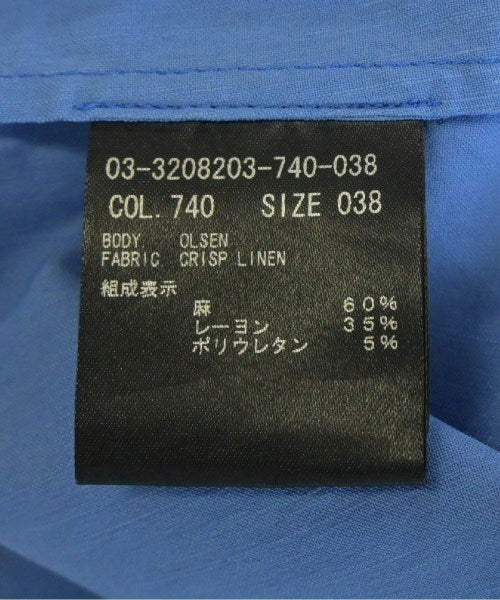 03-3208203-740-038
COL. 740 SIZE 038
BODY. OLSEN
FABRIC CRISP LINEN
組成表示
麻 60%
レーヨン 35%
ポリウレタン 5%